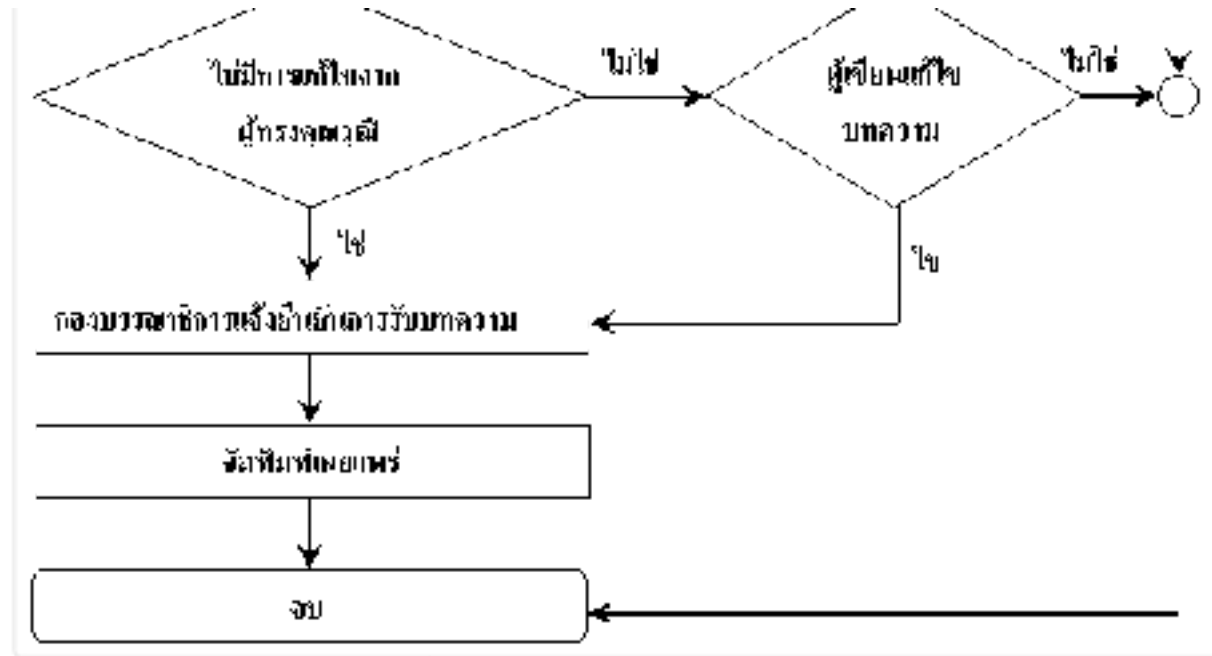 ไม่มีการแก้ไขจาก
ผู้ทรงคุณวุฒิ
ไม่ใช่
ผู้เขียนแก้ไข
บทความ
ไม่ใช่
ใช่
ใช่
กองบรรณาธิการแจ้งยืนยันการรับบทความ
จัดพิมพ์เผยแพร่
จบ